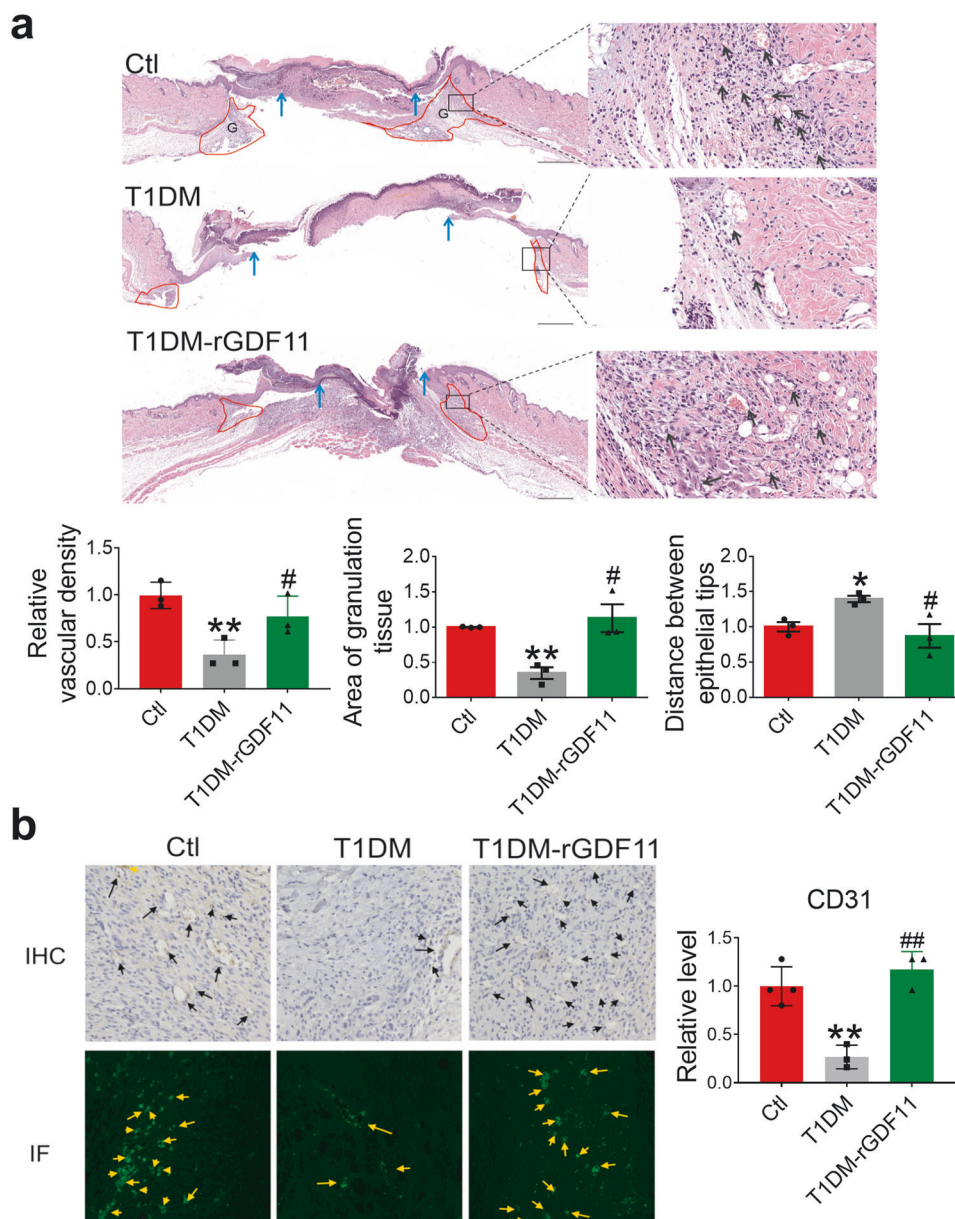 a
Ctl
G
G
T1DM
T1DM-rGDF11
Relative
vascular density
1.5
1.0
0.5
0.0
**
#
Ctl
T1DM
T1DM-rGDF11
Area of granulation
tissue
2.0
1.5
1.0
0.5
0.0
**
#
Ctl
T1DM
T1DM-rGDF11
Distance between
epithelial tips
2.0
1.5
1.0
0.5
0.0
*
#
Ctl
T1DM
T1DM-rGDF11
b
Ctl
T1DM
T1DM-rGDF11
IHC
IF
CD31
Relative level
1.5
1.0
0.5
0.0
**
##
Ctl
T1DM
T1DM-rGDF11